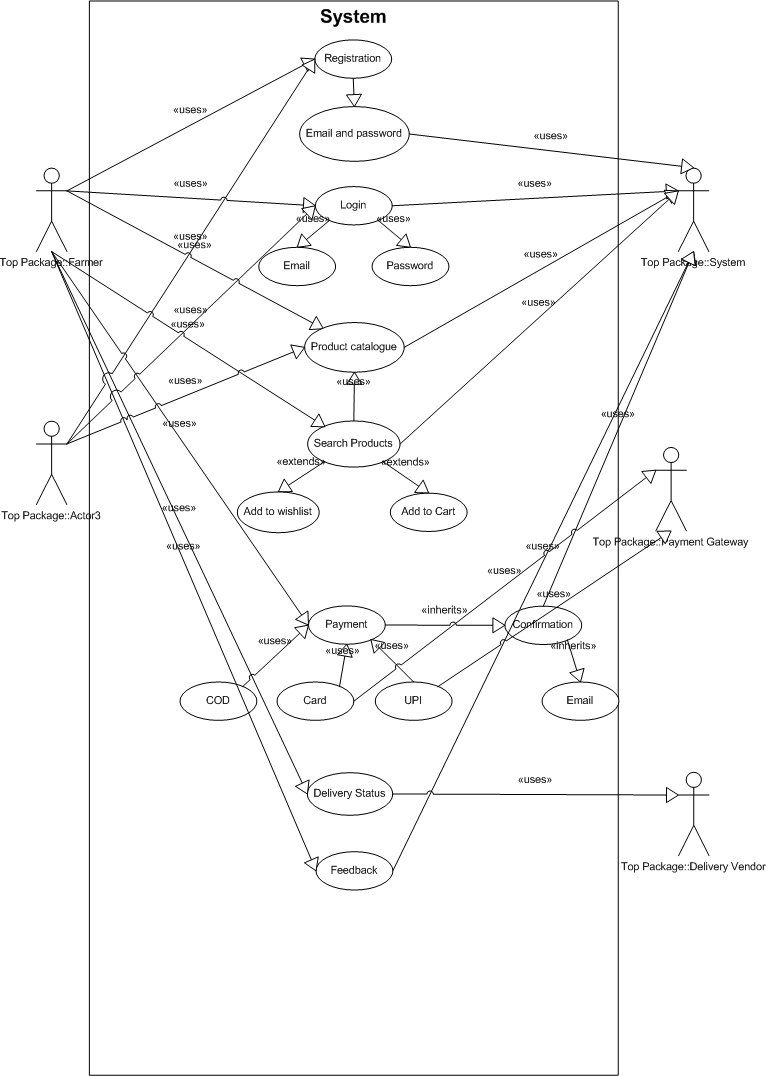 System
Registration
«uses»
Email and password
«uses»
«uses»
Login
«uses»
«uses»
«uses»
Top Package::Farmer
Email
Password
Top Package::System
«uses»
«uses»
«uses»
«uses»
«uses»
«uses»
Product catalogue
«uses»
«uses»
«uses»
«uses»
Search Products
«extends»
«extends»
Top Package::Actor3
Add to wishlist
Add to Cart
«uses»
Top Package::Payment Gateway
«uses»
«uses»
«uses»
«uses»
Payment
«inherits»
Confirmation
«uses»
«uses»
«uses»
«inherits»
COD
Card
UPI
Email
«uses»
Delivery Status
Top Package::Delivery Vendor
Feedback